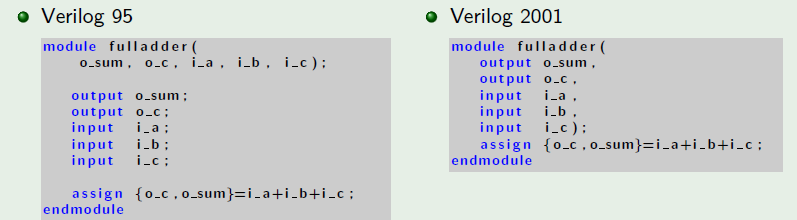 Verilog 95
module fulladder(
o_sum, o_c, i_a, i_b, i_c);
output o_sum;
output o_c;
input i_a;
input i_b;
input i_c;
assign {o_c,o_sum}=i_a+i_b+i_c;
endmodule
Verilog 2001
module fulladder(
output o_sum,
output o_c,
input i_a,
input i_b,
input i_c);
assign {o_c,o_sum}=i_a+i_b+i_c;
endmodule